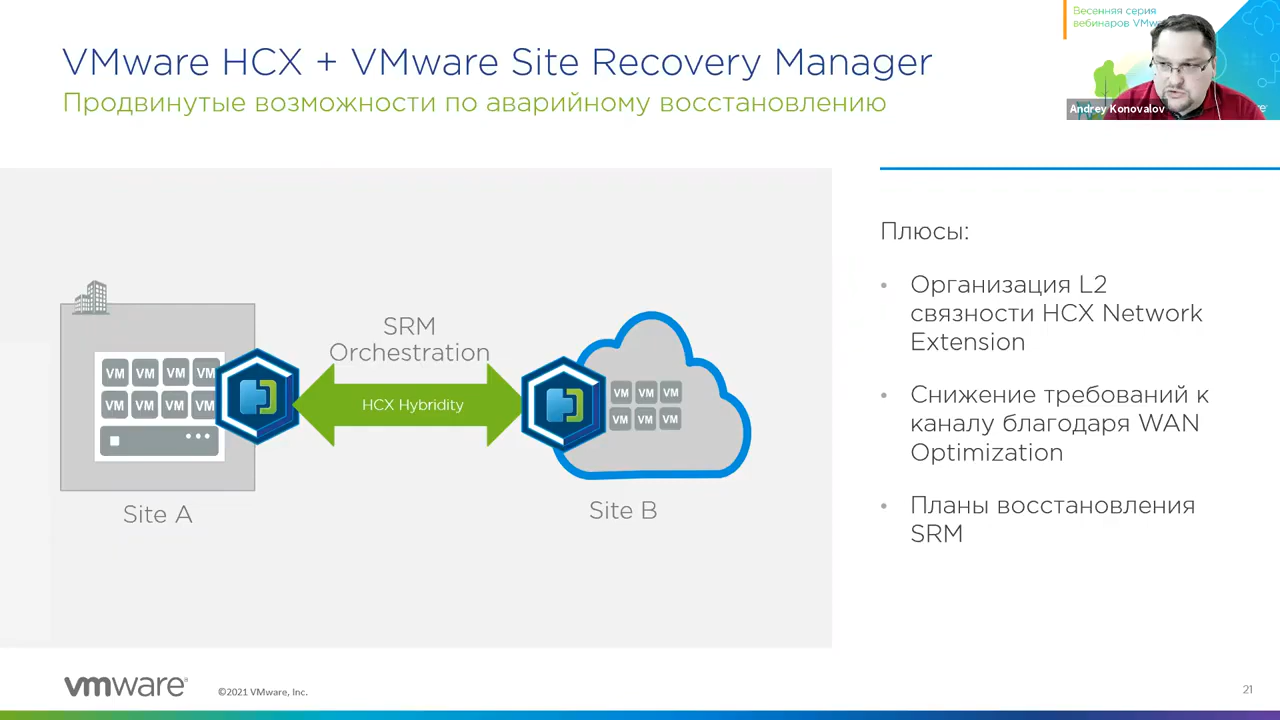 VMware HCX + VMware Site Recovery Manager
Продвинутые возможности по аварийному восстановлению
Весенняя серия
вебинаров
Andrey Konovalov
Плюсы:
• Организация L2
связности HCX Network
Extension
• Снижение требований к
каналу благодаря WAN
Optimization
• Планы восстановления
SRM
SRM
Orchestration
HCX Hybridity
VM VM VM VM
VM VM VM VM
VM VM VM
VM VM VM
Site A
Site B
vmware®
©2021 VMware, Inc.
21